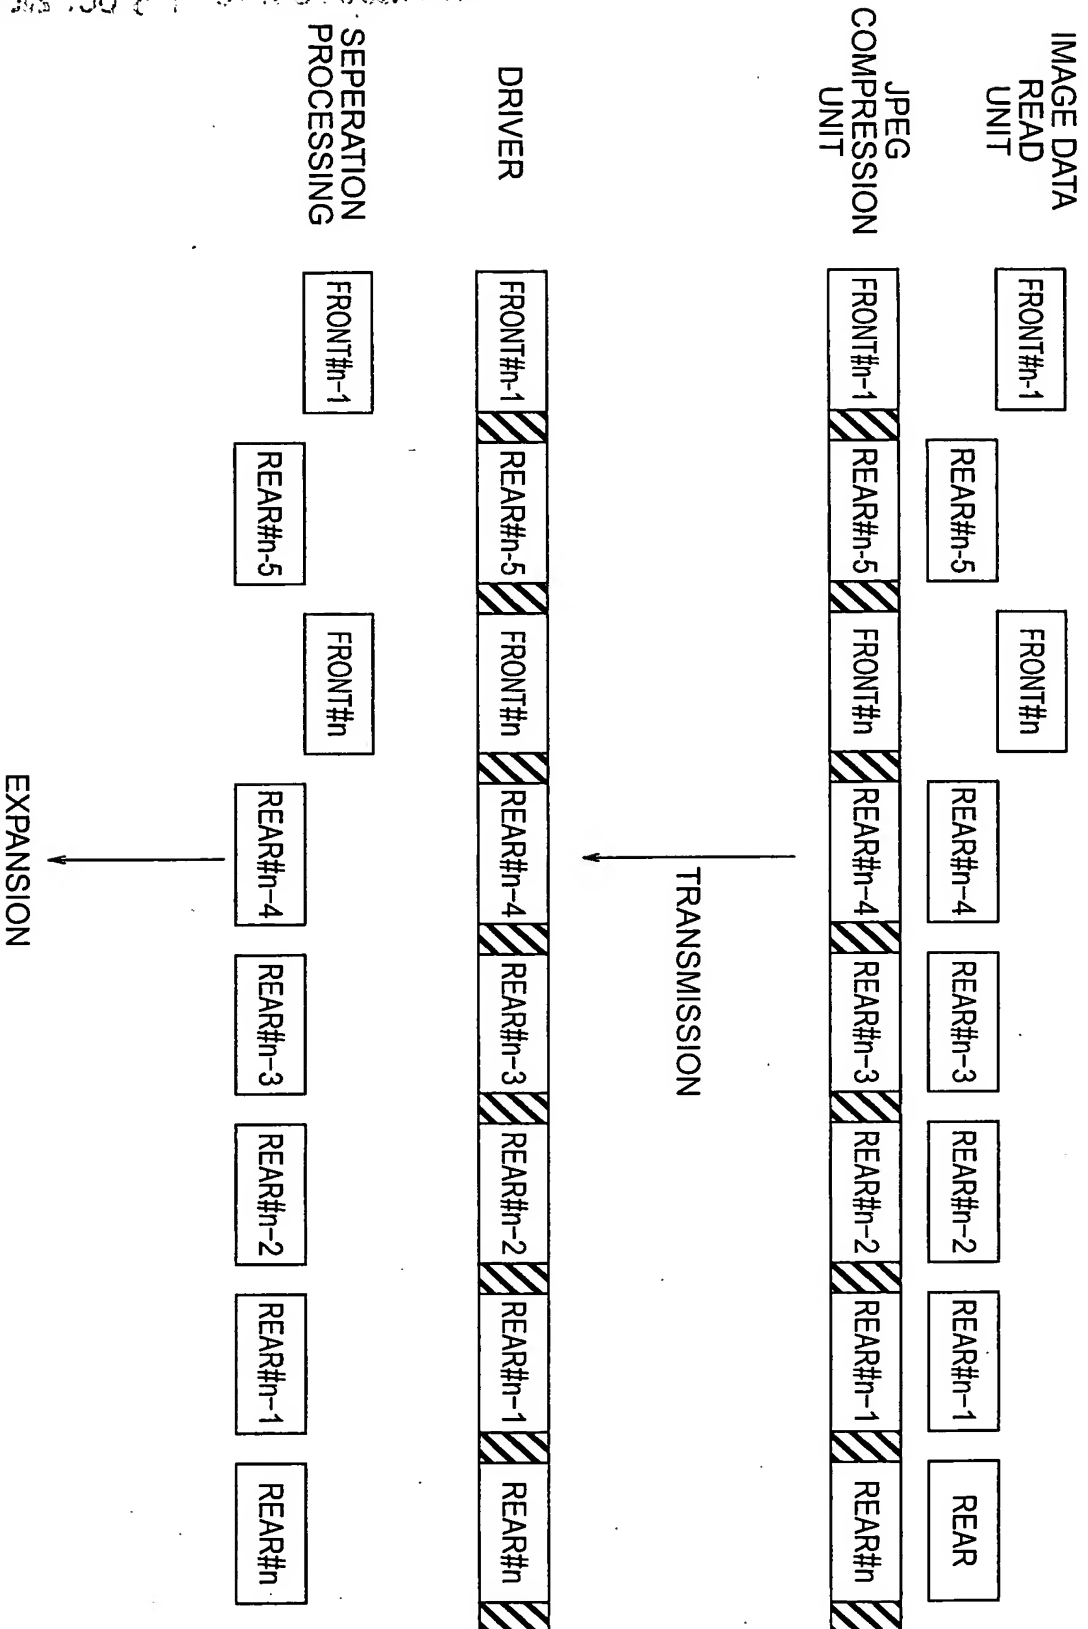 IMAGE DATA
READ
UNIT
FRONT#n-1
FRONT#n
REAR#n-5
REAR#n-4
REAR#n-3
REAR#n-2
REAR#n-1
REAR
JPEG
COMPRESSION
UNIT
FRONT#n-1
REAR#n-5
FRONT#n
REAR#n-4
REAR#n-3
REAR#n-2
REAR#n-1
REAR#n
TRANSMISSION
DRIVER
FRONT#n-1
REAR#n-5
FRONT#n
REAR#n-4
REAR#n-3
REAR#n-2
REAR#n-1
REAR#n
SEPERATION
PROCESSING
FRONT#n-1
FRONT#n
REAR#n-5
REAR#n-4
REAR#n-3
REAR#n-2
REAR#n-1
REAR#n
EXPANSION